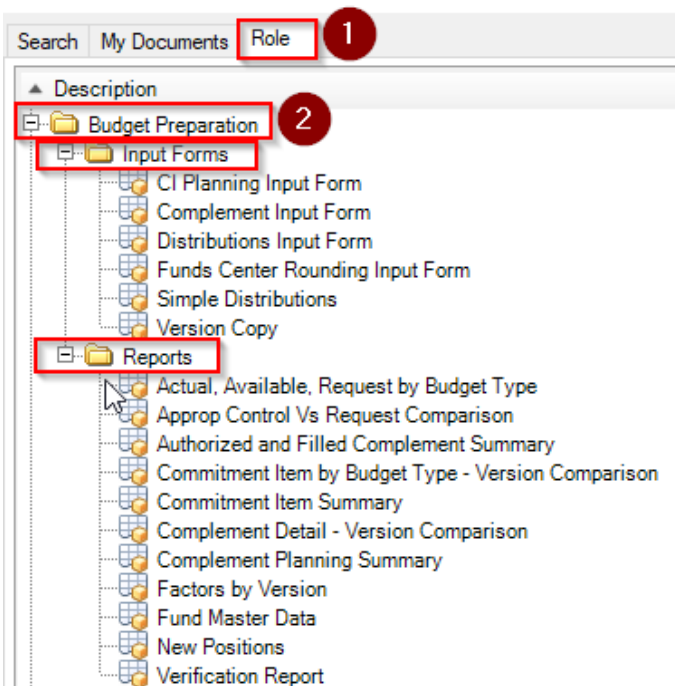 Search My Documents Role 1
Description
Budget Preparation 2
Input Forms
CI Planning Input Form
Complement Input Form
Distributions Input Form
Funds Center Rounding Input Form
Simple Distributions
Version Copy
Reports
Actual, Available, Request by Budget Type
Approp Control Vs Request Comparison
Authorized and Filled Complement Summary
Commitment Item by Budget Type - Version Comparison
Commitment Item Summary
Complement Detail - Version Comparison
Complement Planning Summary
Factors by Version
Fund Master Data
New Positions
Verification Report